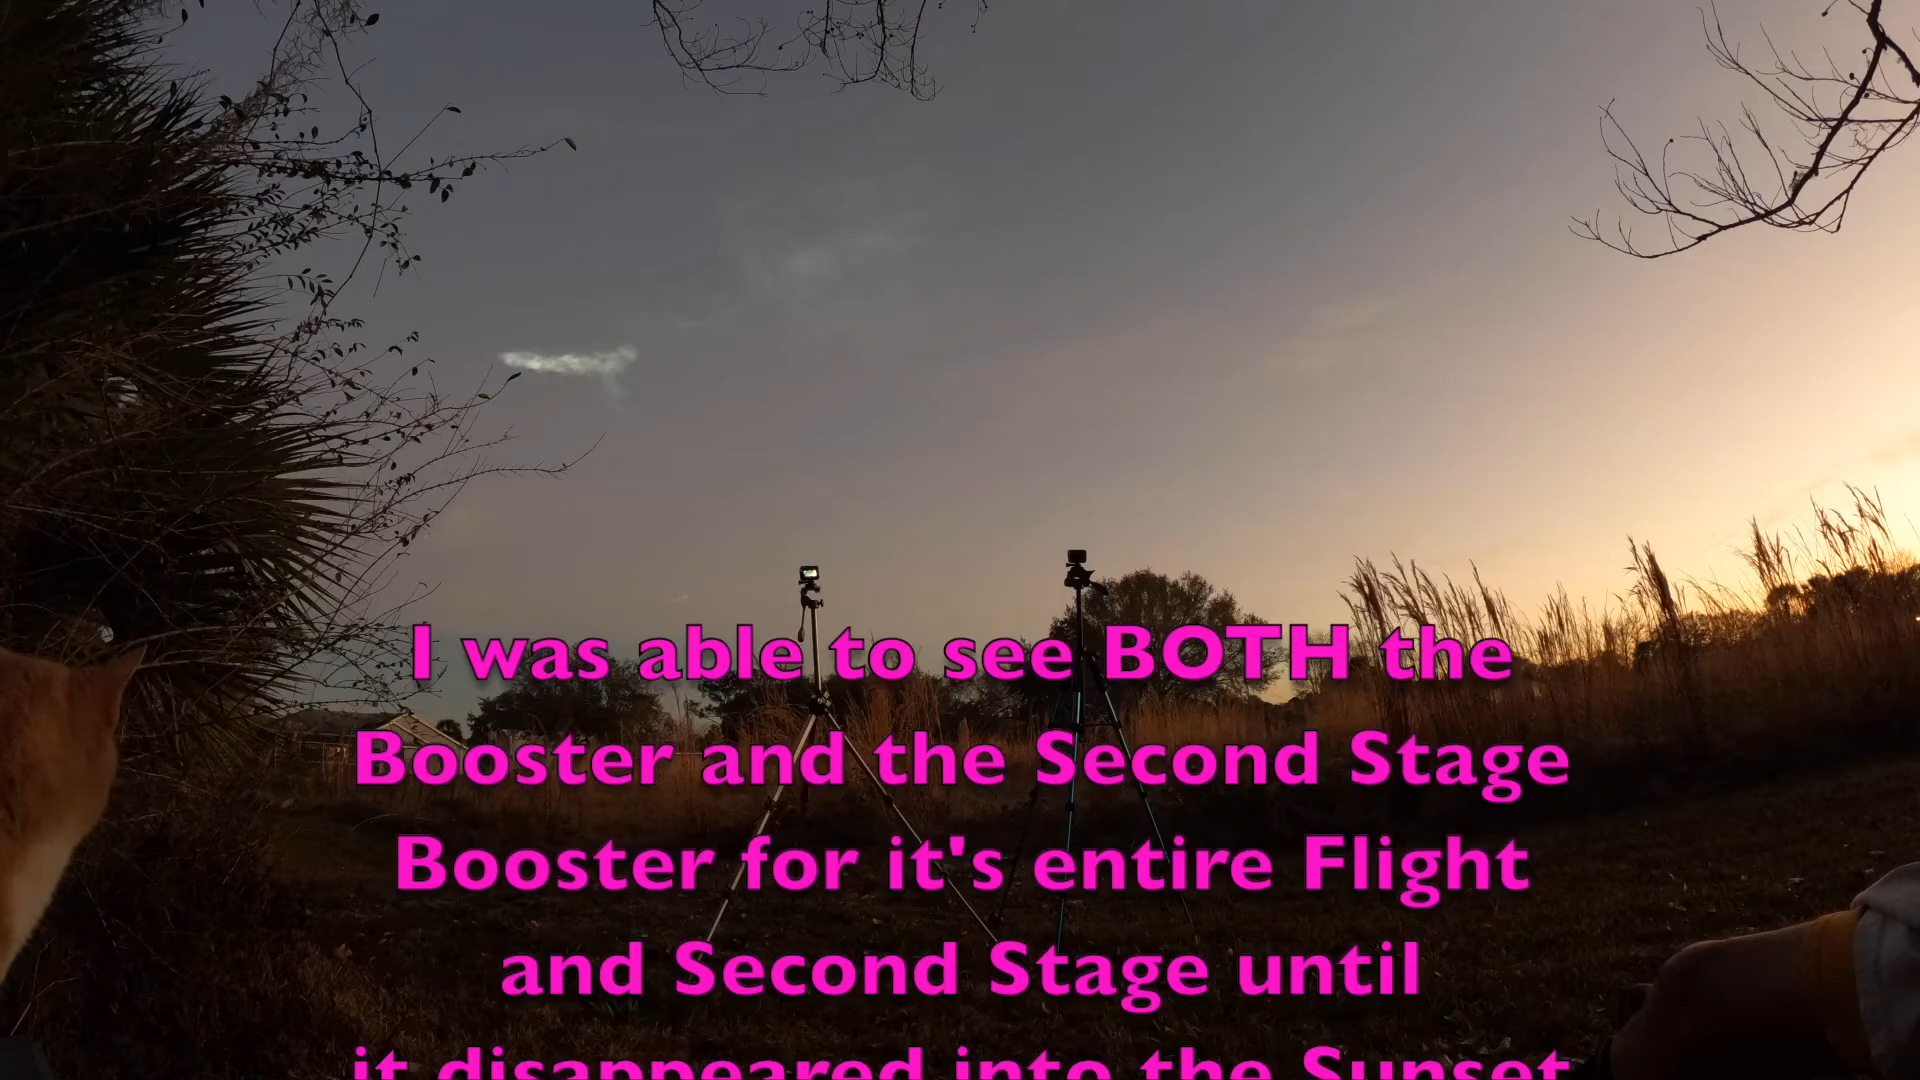 I was able to see BOTH the
Booster and the Second Stage
Booster for it's entire Flight
and Second Stage until
it disappeared into the Sunset